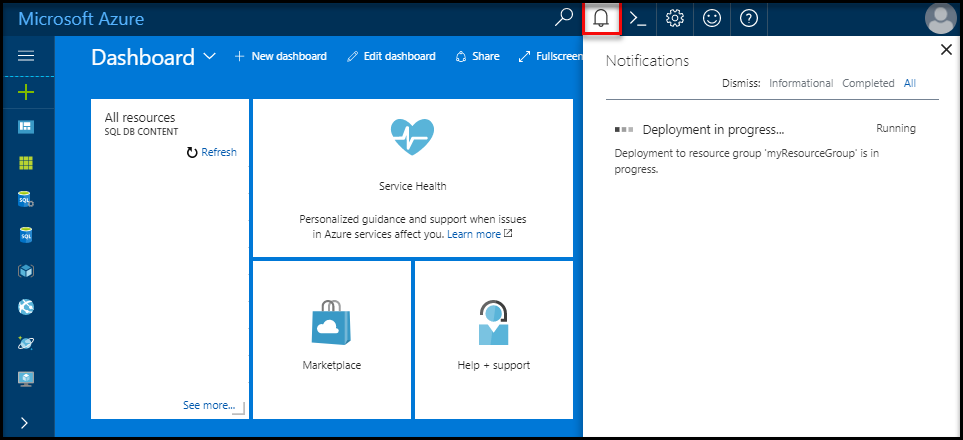 Microsoft Azure
Dashboard
New dashboard
Edit dashboard
Share
Fullscreen
All resources
SQL DB CONTENT
Refresh
See more...
Service Health
Personalized guidance and support when issues
in Azure services affect you. Learn more
Marketplace
Help + support
Notifications
Dismiss: Informational Completed All
Deployment in progress... Running
Deployment to resource group 'myResourceGroup' is in
progress.
SQL
SQL